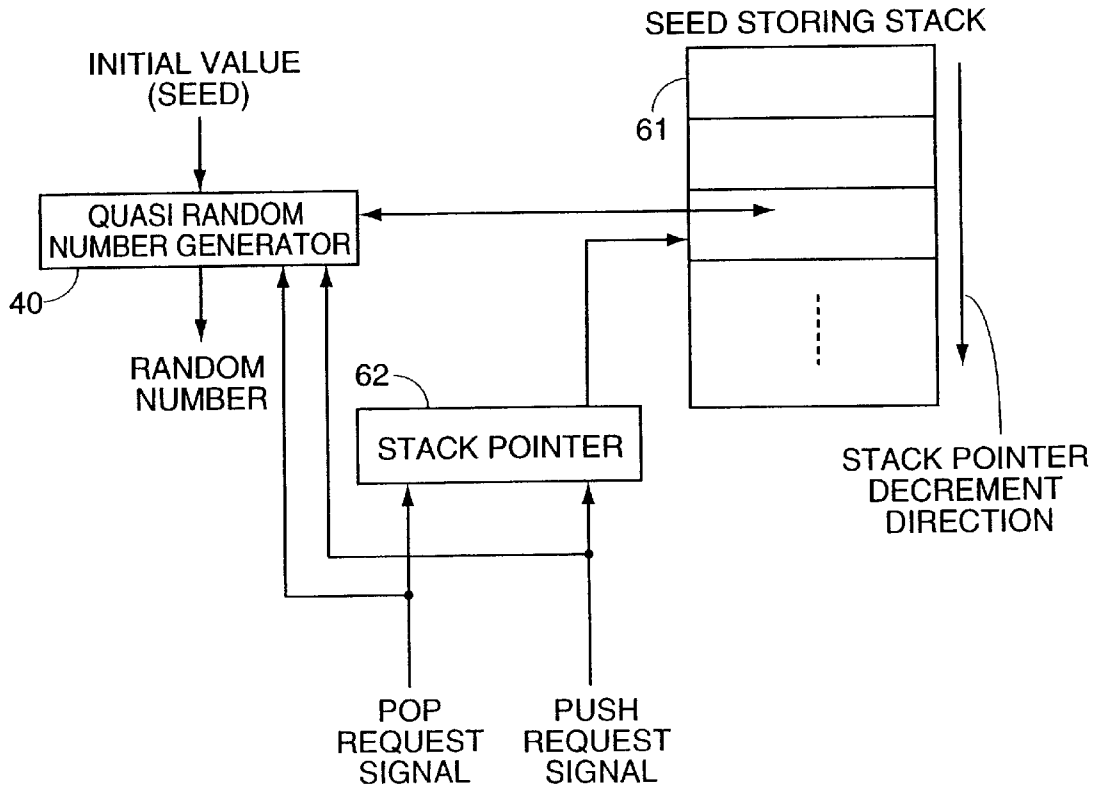 SEED STORING STACK
INITIAL VALUE
(SEED)
61
QUASI RANDOM
NUMBER GENERATOR
40
RANDOM
NUMBER
62
STACK POINTER
STACK POINTER
DECREMENT
DIRECTION
POP
REQUEST
SIGNAL
PUSH
REQUEST
SIGNAL